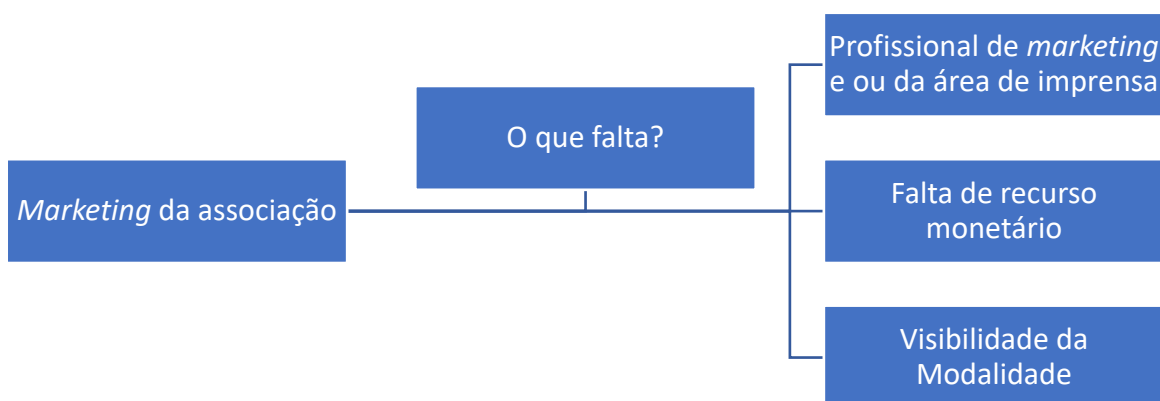 Marketing da associação
O que falta?
Profissional de marketing
e ou da área de imprensa
Falta de recurso
monetário
Visibilidade da
Modalidade